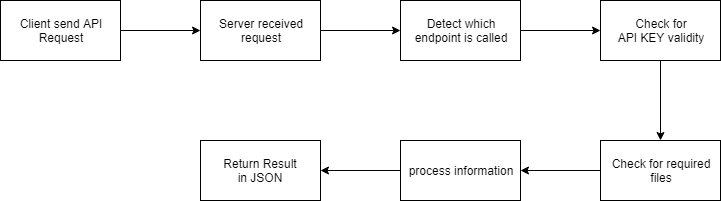 Client send API
Request
Server received
request
Detect which
endpoint is called
Check for
API KEY validity
Return Result
in JSON
process information
Check for required
files